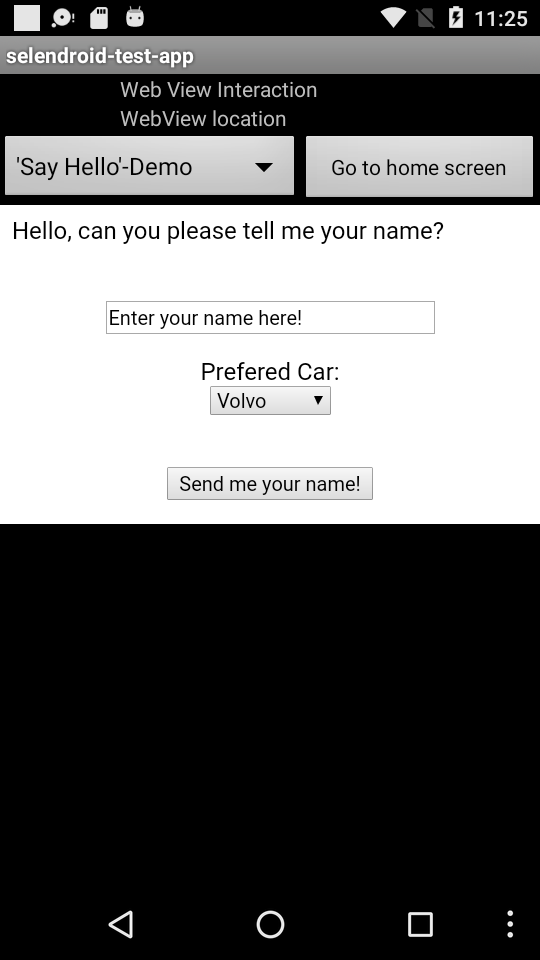 11:25
selendroid-test-app
Web View Interaction
WebView location
'Say Hello'-Demo
Go to home screen
Hello, can you please tell me your name?
Enter your name here!
Prefered Car:
Volvo
Send me your name!